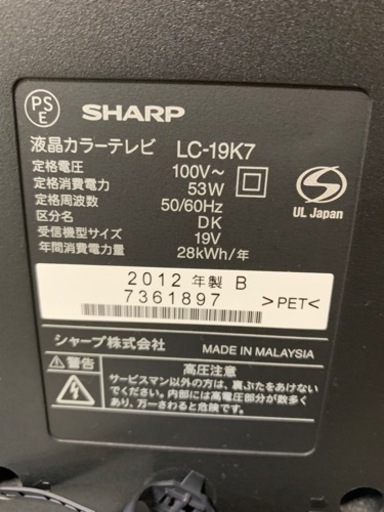 PS
E
SHARP
液晶カラーテレビ LC-19K7
定格電圧 100V～
定格消費電力 53W
定格周波数 50/60Hz
区分名 DK
受信機型サイズ 19V
年間消費電力量 28kWh/年
S
UL Japan
2012 年製 B
7361897
>PET<
シャープ株式会社 MADE IN MALAYSIA
警告 高圧注意
サービスマン以外の方は、裏ぶたをあけない
でください。内部には高電圧部分が数多く
あり、万一さわると危険です。